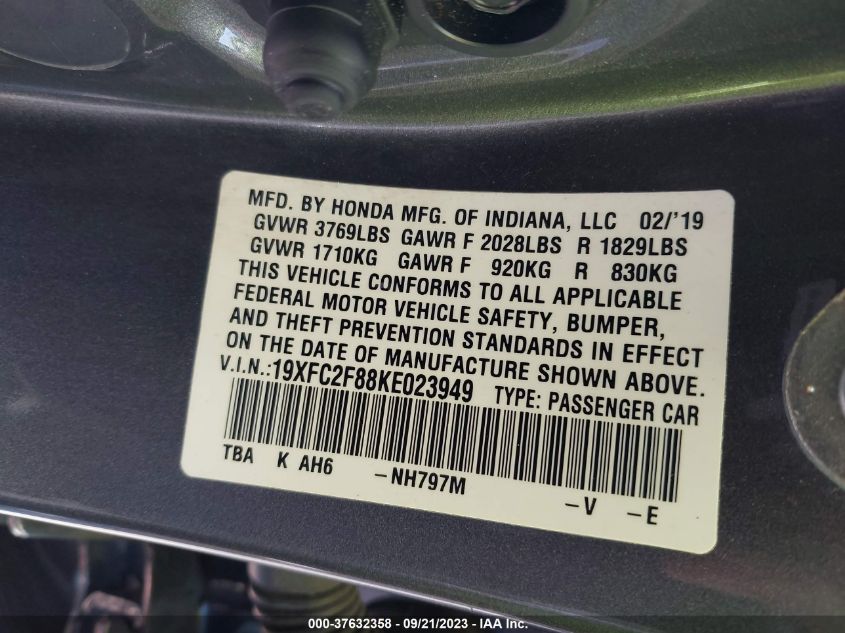 MFD. BY HONDA MFG. OF INDIANA, LLC 02/'19
GVWR 3769LBS GAWR F 2028LBS R 1829LBS
GVWR 1710KG GAWR F 920KG R 830KG
THIS VEHICLE CONFORMS TO ALL APPLICABLE
FEDERAL MOTOR VEHICLE SAFETY, BUMPER,
AND THEFT PREVENTION STANDARDS IN EFFECT
ON THE DATE OF MANUFACTURE SHOWN ABOVE.
V.I.N.:19XFC2F88KE023949 TYPE: PASSENGER CAR
TBA K AH6 -NH797M -V -E
000-37632358 - 09/21/2023 - IAA Inc.